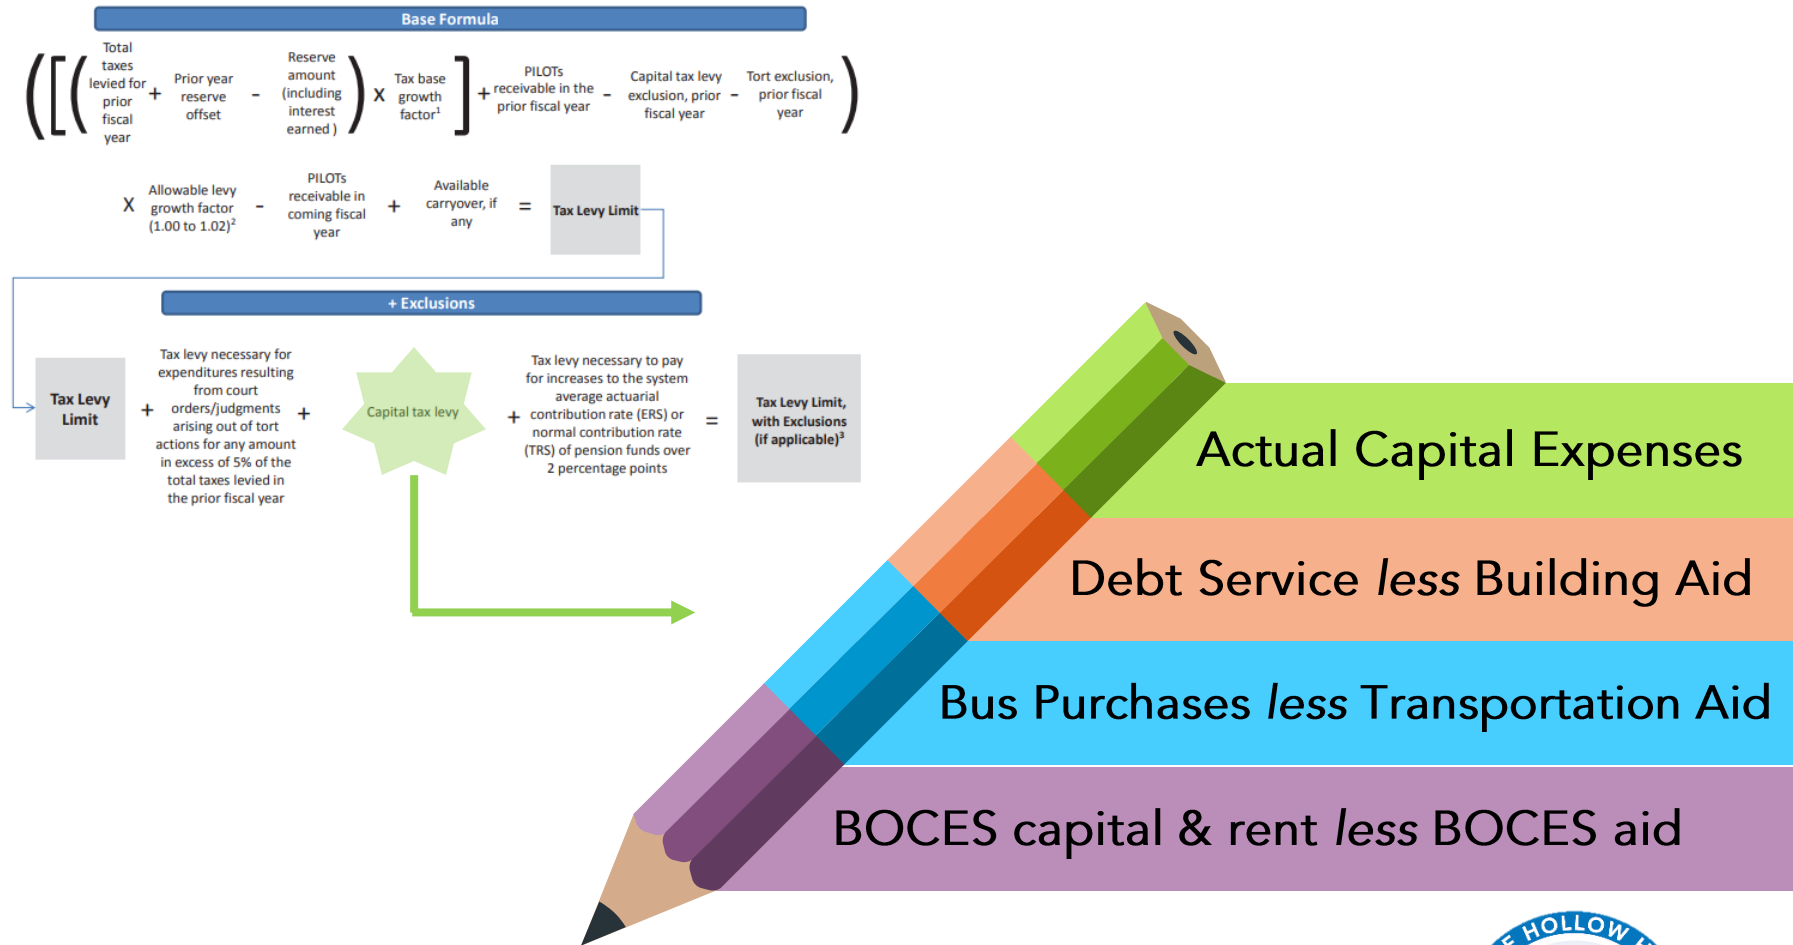 Base Formula
( [ (
Total
taxes
levied for
prior
fiscal
year
+
Prior year
reserve
offset
-
Reserve
amount
(including
interest
earned )
)
X
Tax base
growth
factor¹
]
+
PILOTs
receivable in the
prior fiscal year
-
Capital tax levy
exclusion, prior
fiscal year
-
Tort exclusion,
prior fiscal
year
)
X
Allowable levy
growth factor
(1.00 to 1.02)²
-
PILOTs
receivable in
coming fiscal
year
+
Available
carryover, if
any
=
Tax Levy Limit
+ Exclusions
Tax Levy
Limit
+
Tax levy necessary for
expenditures resulting
from court
orders/judgments
arising out of tort
actions for any amount
in excess of 5% of the
total taxes levied in
the prior fiscal year
+
Capital tax levy
+
Tax levy necessary to pay
for increases to the system
average actuarial
contribution rate (ERS) or
normal contribution rate
(TRS) of pension funds over
2 percentage points
=
Tax Levy Limit,
with Exclusions
(if applicable)³
Actual Capital Expenses
Debt Service less Building Aid
Bus Purchases less Transportation Aid
BOCES capital & rent less BOCES aid
HOLLOW